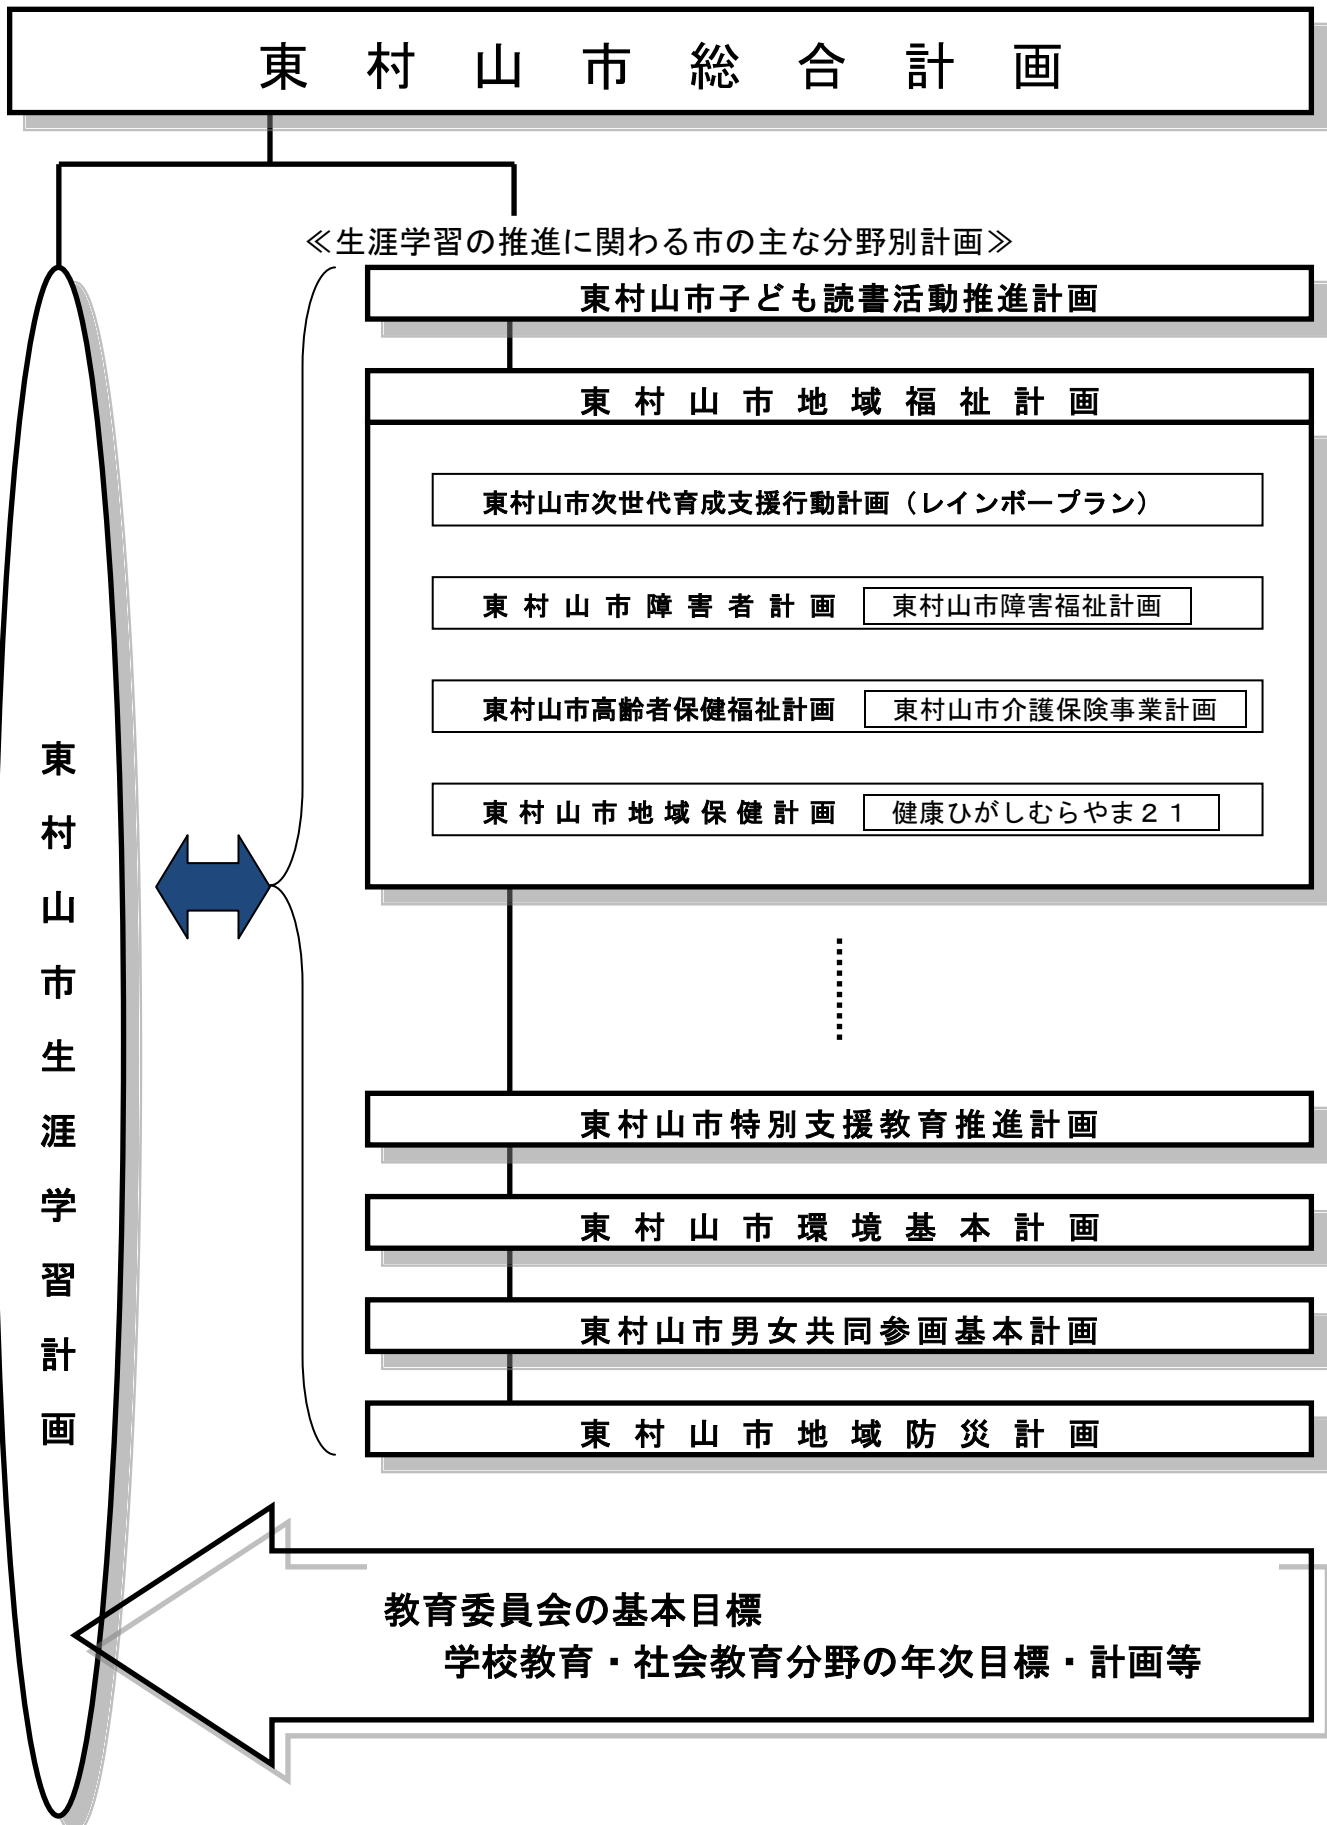 東村山市総合計画
≪生涯学習の推進に関わる市の主な分野別計画≫
東村山市子ども読書活動推進計画
東村山市地域福祉計画
東村山市次世代育成支援行動計画（レインボープラン）
東村山市障害者計画 東村山市障害福祉計画
東村山市高齢者保健福祉計画 東村山市介護保険事業計画
東村山市地域保健計画 健康ひがしむらやま２１
東村山市特別支援教育推進計画
東村山市環境基本計画
東村山市男女共同参画基本計画
東村山市地域防災計画
東村山市生涯学習計画
教育委員会の基本目標
学校教育・社会教育分野の年次目標・計画等